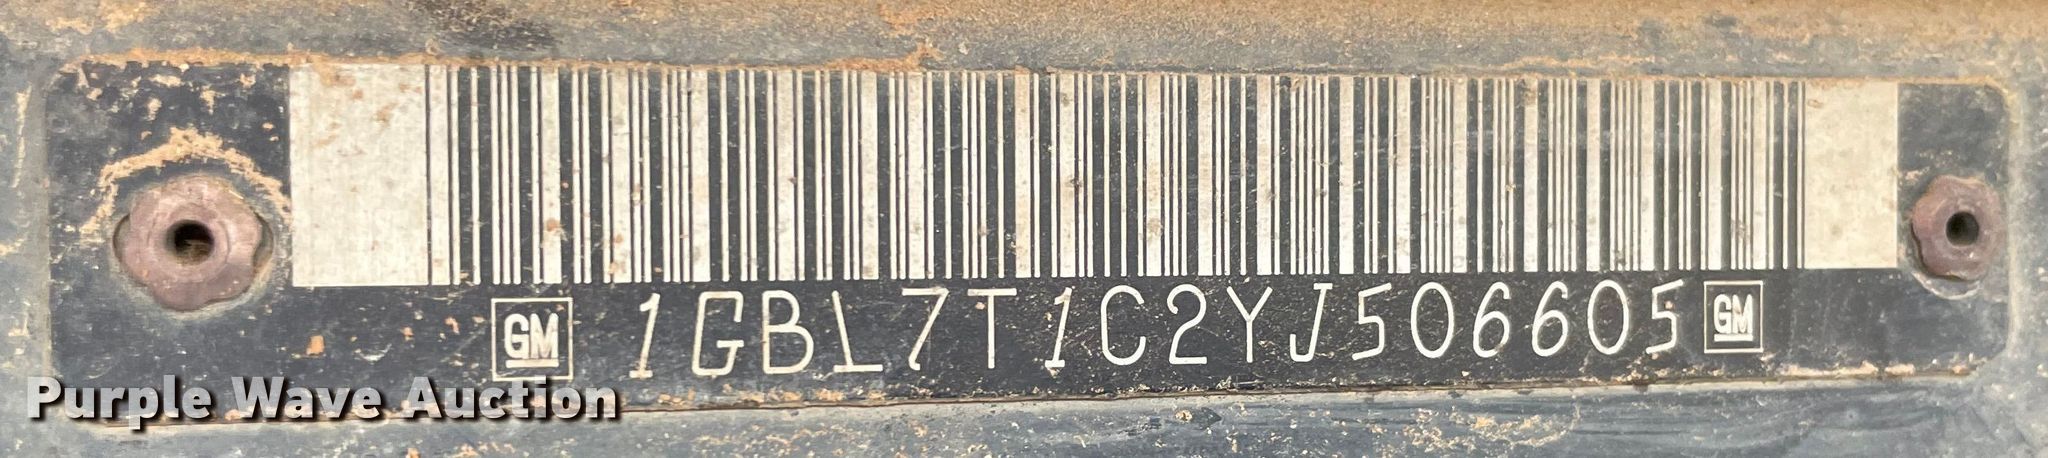 GM 1GBL7T1C2YJ506605 GM
Purple Wave Auction